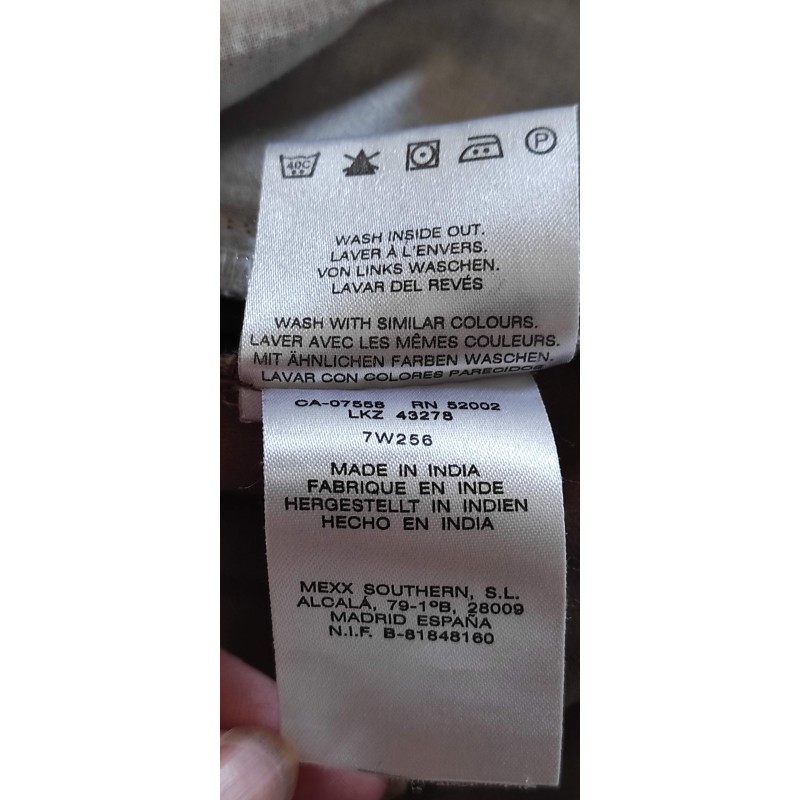 40C
P
WASH INSIDE OUT.
LAVER À L'ENVERS.
VON LINKS WASCHEN.
LAVAR DEL REVÉS
WASH WITH SIMILAR COLOURS.
LAVER AVEC LES MÊMES COULEURS.
MIT ÄHNLICHEN FARBEN WASCHEN.
LAVAR CON COLORES PARECIDOS
CA-07558 RN 52002
LKZ 43278
7W256
MADE IN INDIA
FABRIQUE EN INDE
HERGESTELLT IN INDIEN
HECHO EN INDIA
MEXX SOUTHERN, S.L.
ALCALÁ, 79-1ºB, 28009
MADRID ESPAÑA
N.I.F. B-81848160